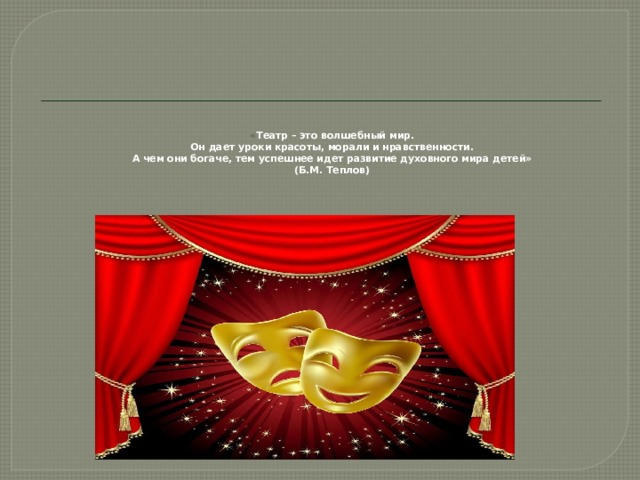 «Театр – это волшебный мир.
Он дает уроки красоты, морали и нравственности.
А чем они богаче, тем успешнее идет развитие духовного мира детей»
(Б.М. Теплов)